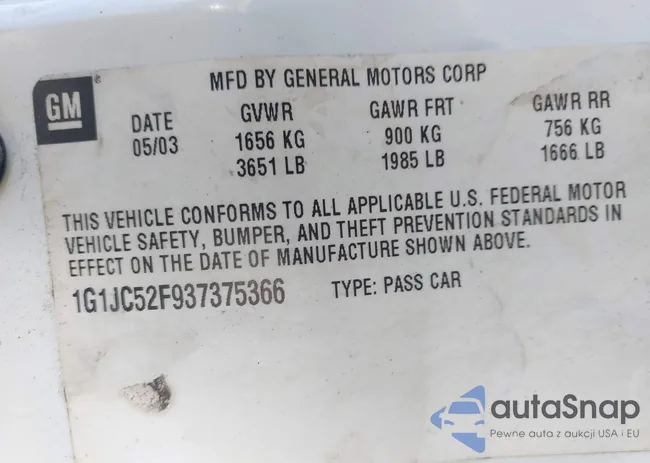 MFD BY GENERAL MOTORS CORP
GM®
DATE GVWR GAWR FRT GAWR RR
05/03 1656 KG 900 KG 756 KG
3651 LB 1985 LB 1666 LB
THIS VEHICLE CONFORMS TO ALL APPLICABLE U.S. FEDERAL MOTOR
VEHICLE SAFETY, BUMPER, AND THEFT PREVENTION STANDARDS IN
EFFECT ON THE DATE OF MANUFACTURE SHOWN ABOVE.
1G1JC52F937375366 TYPE: PASS CAR
autaSnap
Pewne auta z aukcji USA i EU